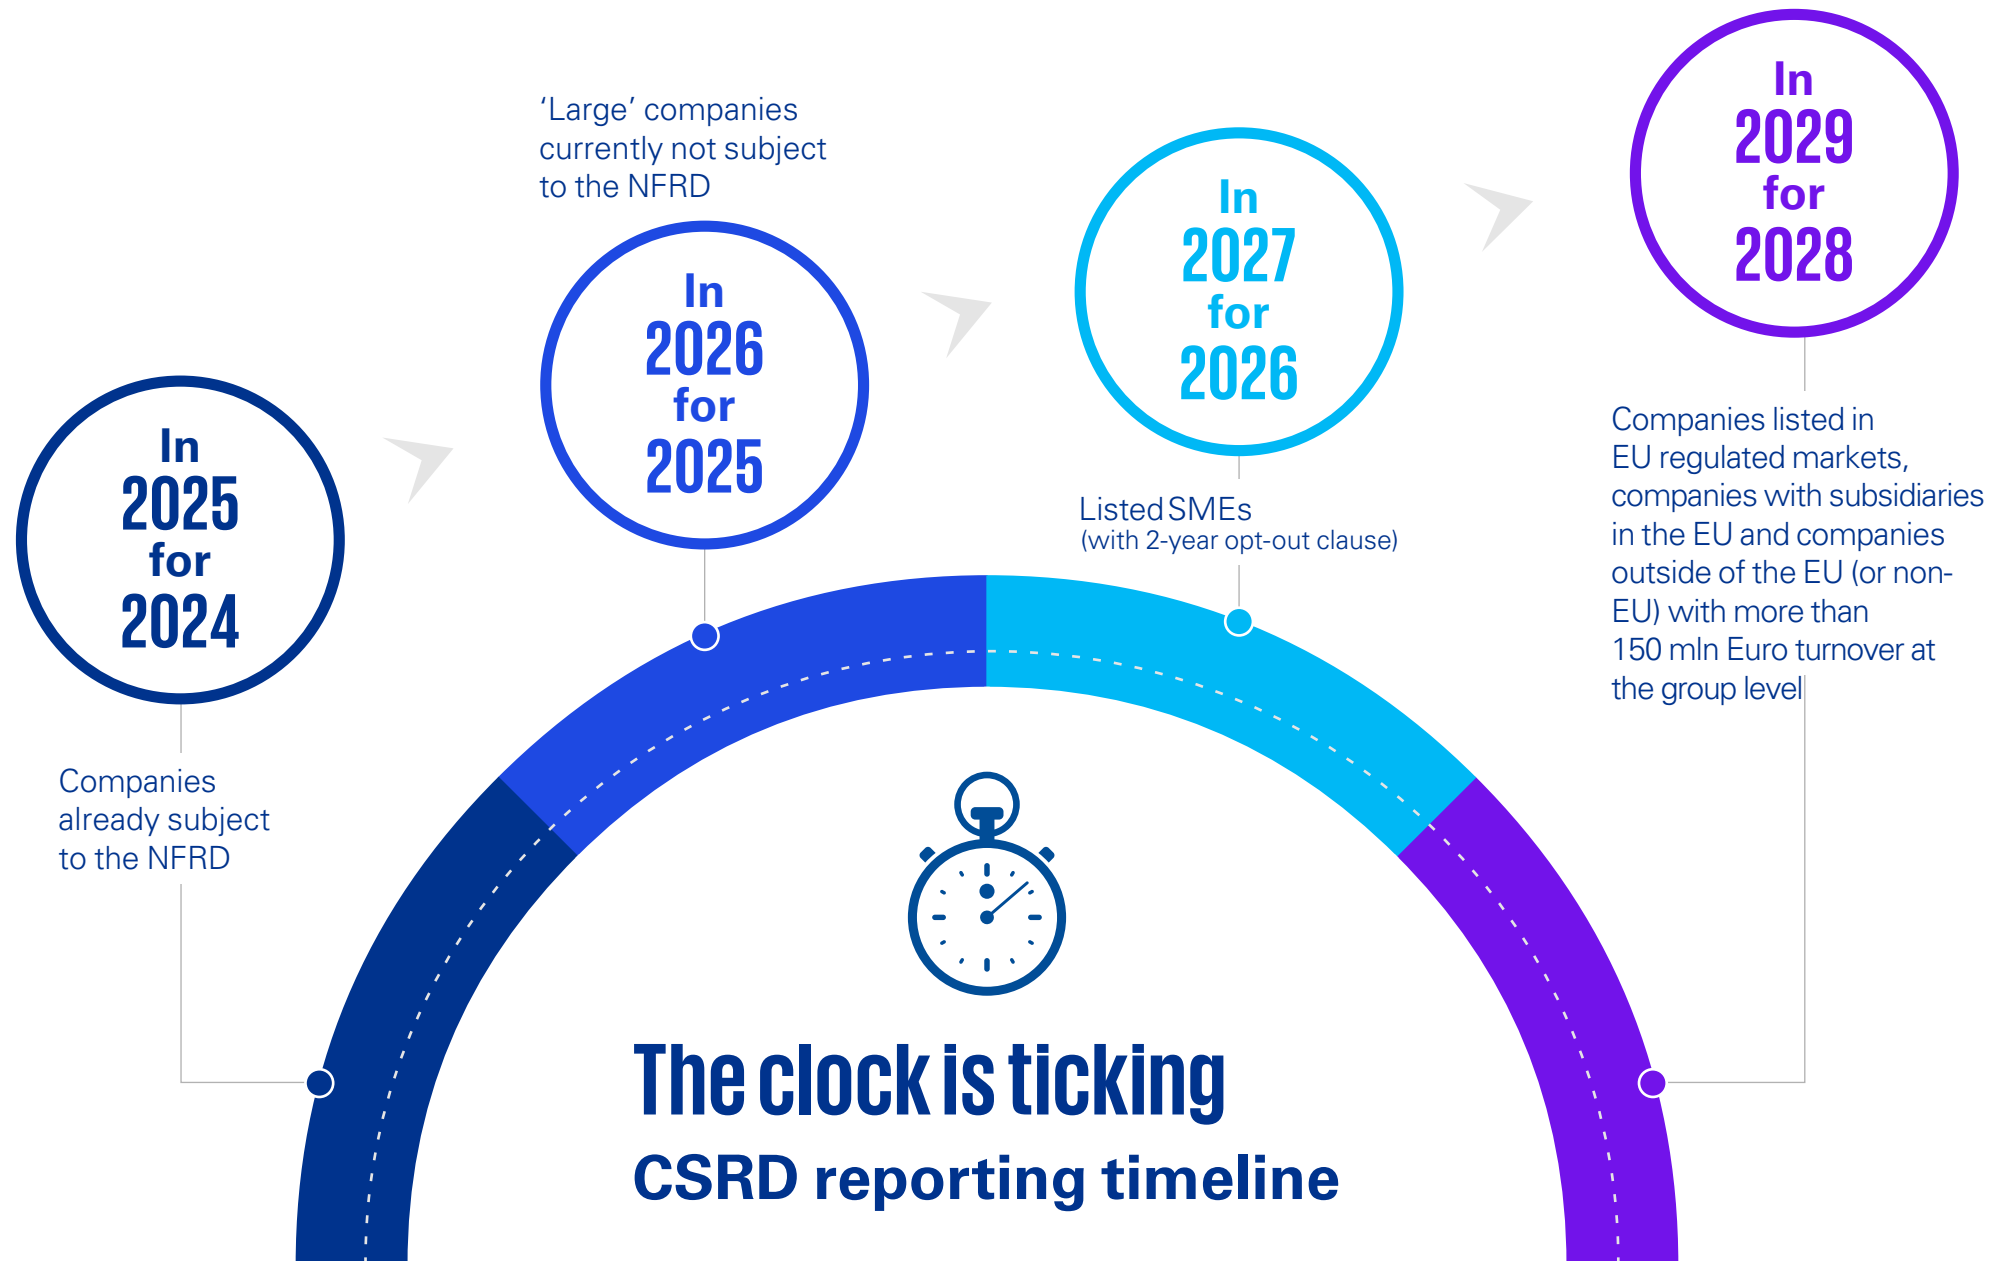 In
2025
for
2024
Companies
already subject
to the NFRD
‘Large’ companies
currently not subject
to the NFRD
In
2026
for
2025
In
2027
for
2026
Listed SMEs
(with 2-year opt-out clause)
In
2029
for
2028
Companies listed in
EU regulated markets,
companies with subsidiaries
in the EU and companies
outside of the EU (or non-
EU) with more than
150 mln Euro turnover at
the group level
The clock is ticking
CSRD reporting timeline